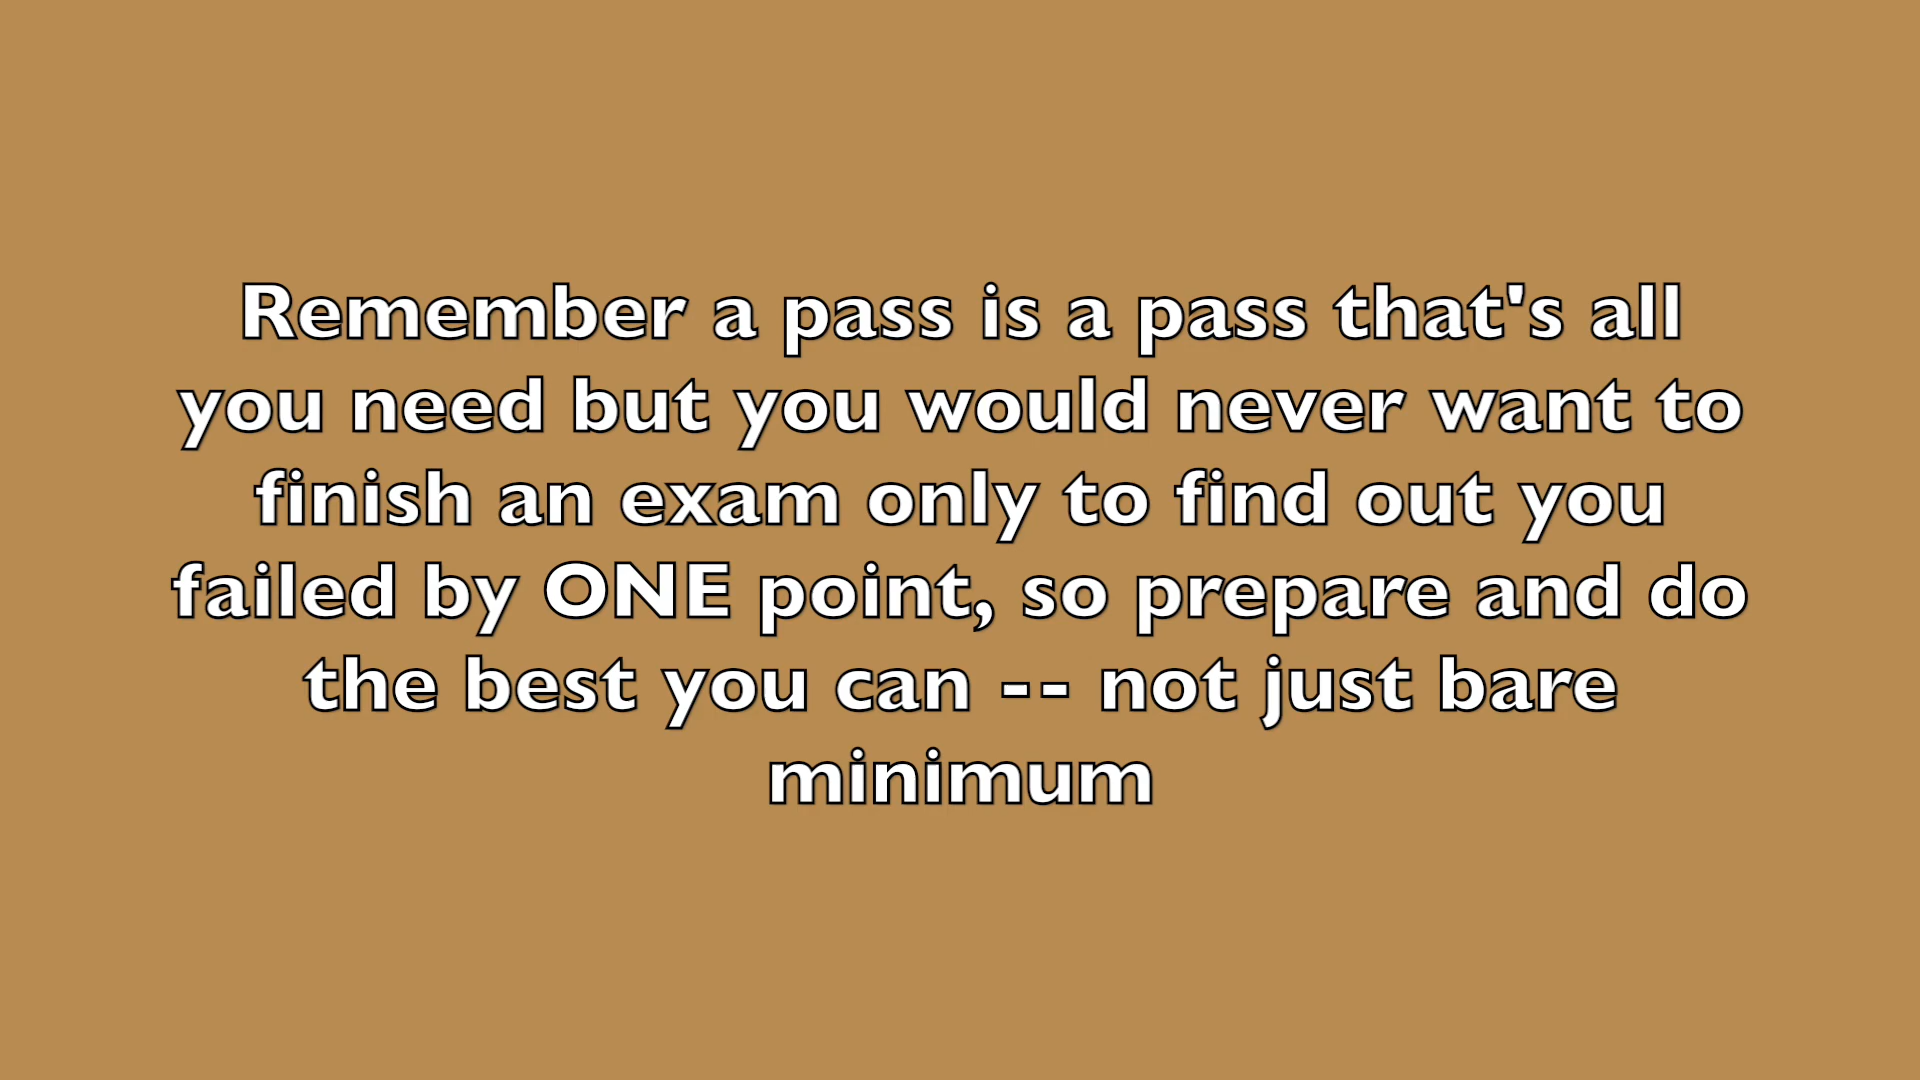 Remember a pass is a pass that's all
you need but you would never want to
finish an exam only to find out you
failed by ONE point, so prepare and do
the best you can -- not just bare
minimum